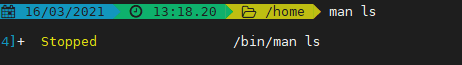 16/03/2021 13:18.20 /home man ls
4]+ Stopped /bin/man ls